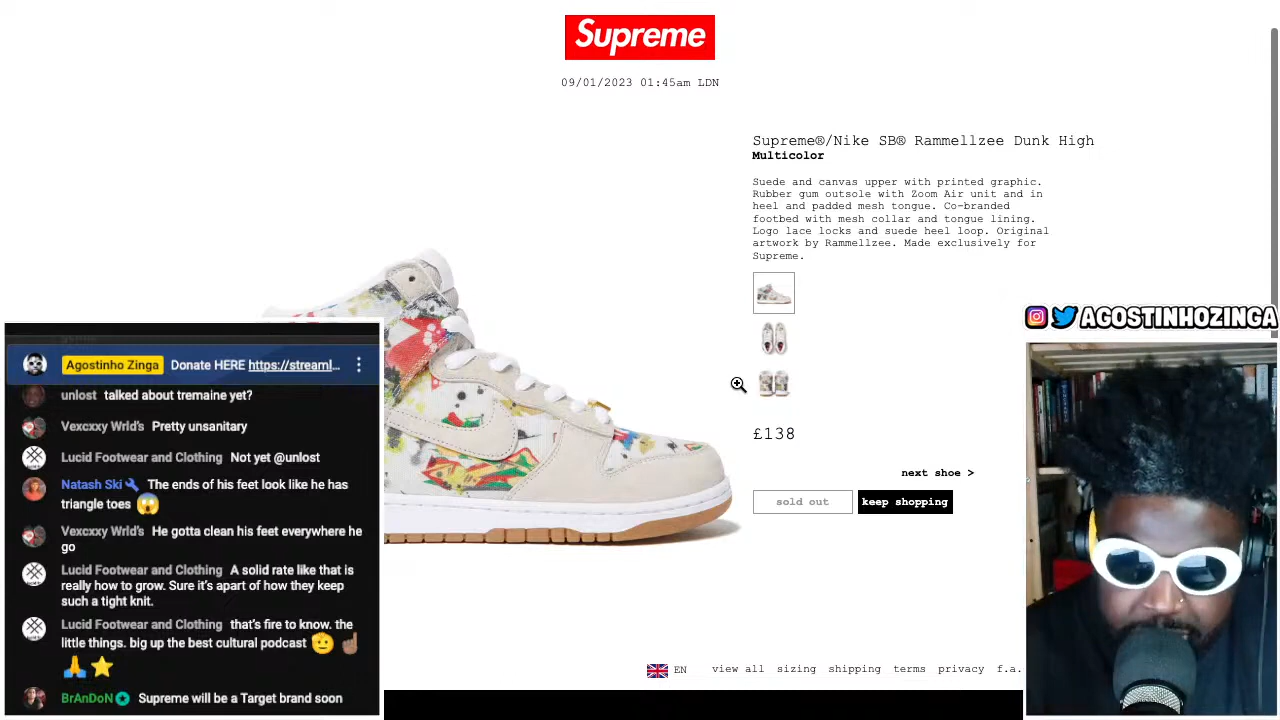 Supreme
09/01/2023 01:45am LDN
Supreme®/Nike SB® Rammellzee Dunk High
Multicolor
Suede and canvas upper with printed graphic.
Rubber gum outsole with Zoom Air unit and in
heel and padded mesh tongue. Co-branded
footbed with mesh collar and tongue lining.
Logo lace locks and suede heel loop. Original
artwork by Rammellzee. Made exclusively for
Supreme.
£138
next shoe >
sold out
keep shopping
EN view all sizing shipping terms privacy f.a.
AGOSTINHOZINGA
Agostinho Zinga Donate HERE https://streaml...
unlost talked about tremaine yet?
Vexcxxy Wrld's Pretty unsanitary
Lucid Footwear and Clothing Not yet @unlost
Natash Ski The ends of his feet look like he has
triangle toes 😱
Vexcxxy Wrld's He gotta clean his feet everywhere he
go
Lucid Footwear and Clothing A solid rate like that is
really how to grow. Sure it's apart of how they keep
such a tight knit.
Lucid Footwear and Clothing that's fire to know. the
little things. big up the best cultural podcast 🫡 ☝🏽
🙏 ⭐
BrAnDoN Supreme will be a Target brand soon